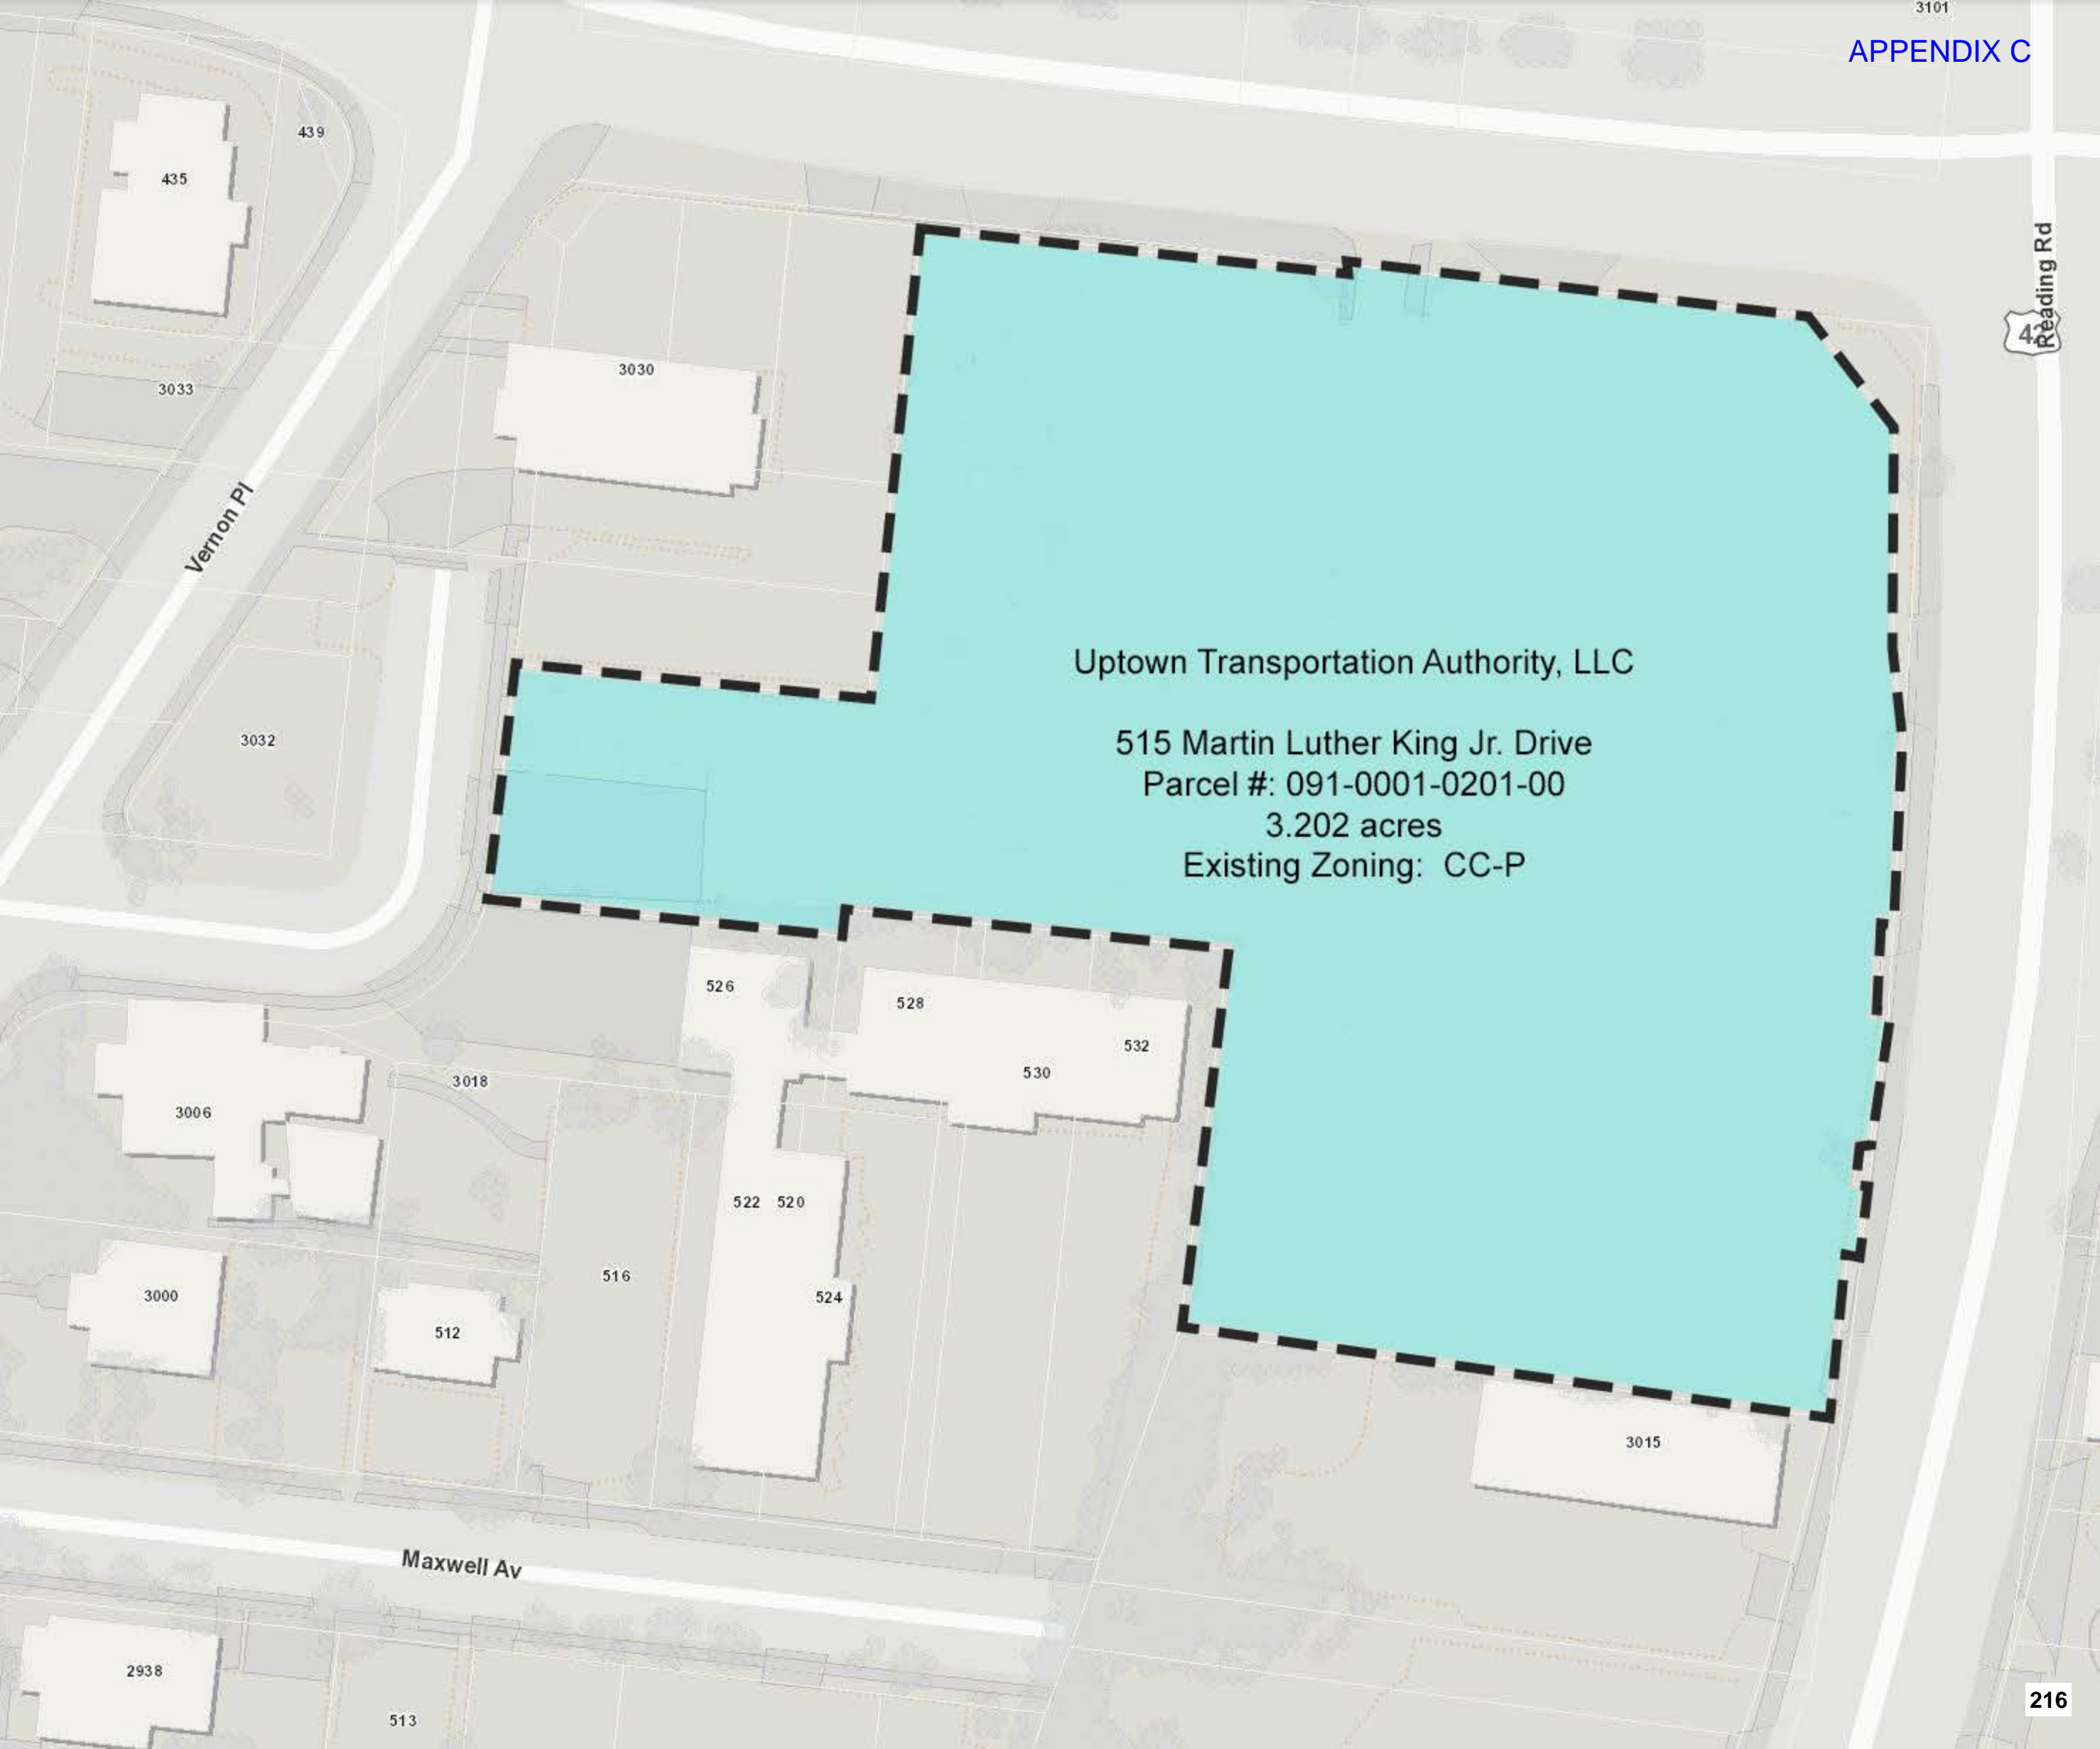 3101
APPENDIX C
439
435
Reading Rd
42
3030
3033
Vernon Pl
Uptown Transportation Authority, LLC
515 Martin Luther King Jr. Drive
Parcel #: 091-0001-0201-00
3.202 acres
Existing Zoning: CC-P
3032
526
528
532
530
3018
3006
522 520
516
524
3000
512
3015
Maxwell Av
2938
513
216